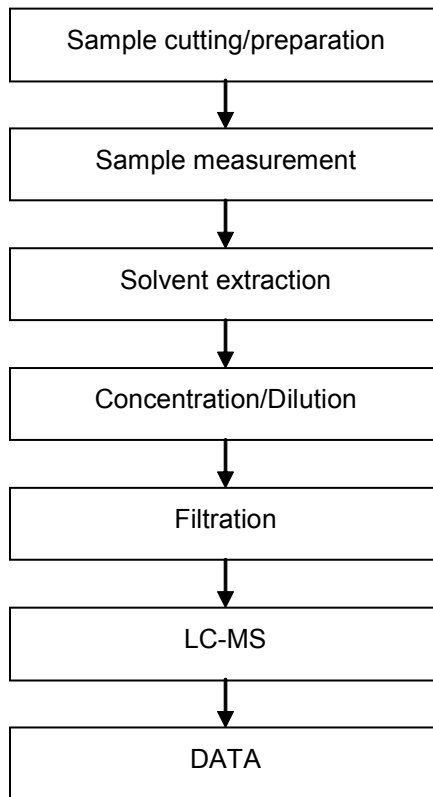 Sample cutting/preparation
Sample measurement
Solvent extraction
Concentration/Dilution
Filtration
LC-MS
DATA